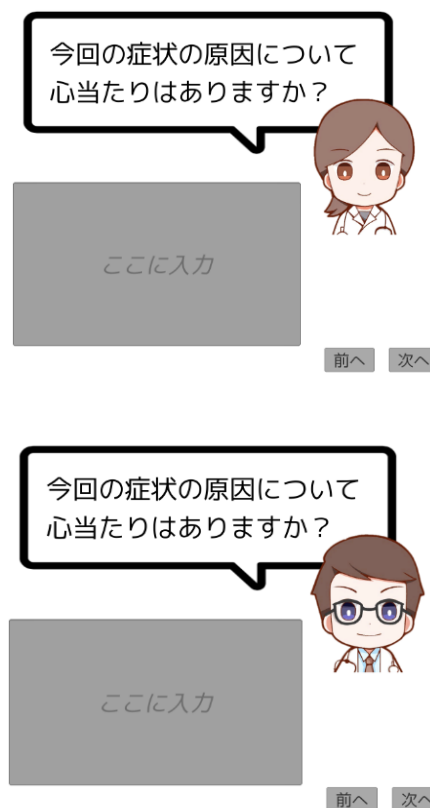 今回の症状の原因について
心当たりはありますか？
ここに入力
前へ 次へ
今回の症状の原因について
心当たりはありますか？
ここに入力
前へ 次へ